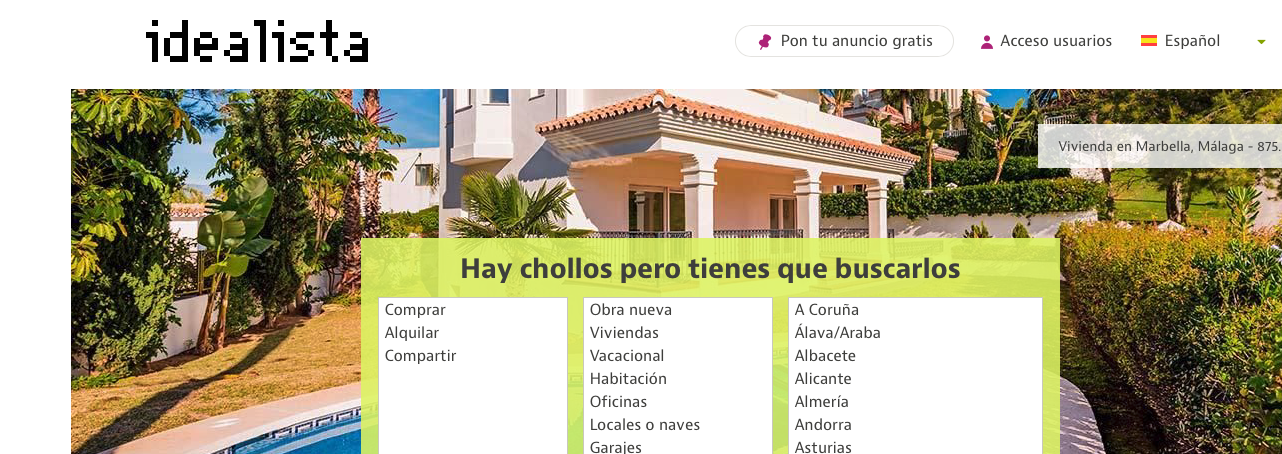 idealista
Pon tu anuncio gratis
Acceso usuarios
Español
Vivienda en Marbella, Málaga - 875.
Hay chollos pero tienes que buscarlos
Comprar
Alquilar
Compartir
Obra nueva
Viviendas
Vacacional
Habitación
Oficinas
Locales o naves
Garajes
A Coruña
Álava/Araba
Albacete
Alicante
Almería
Andorra
Asturias